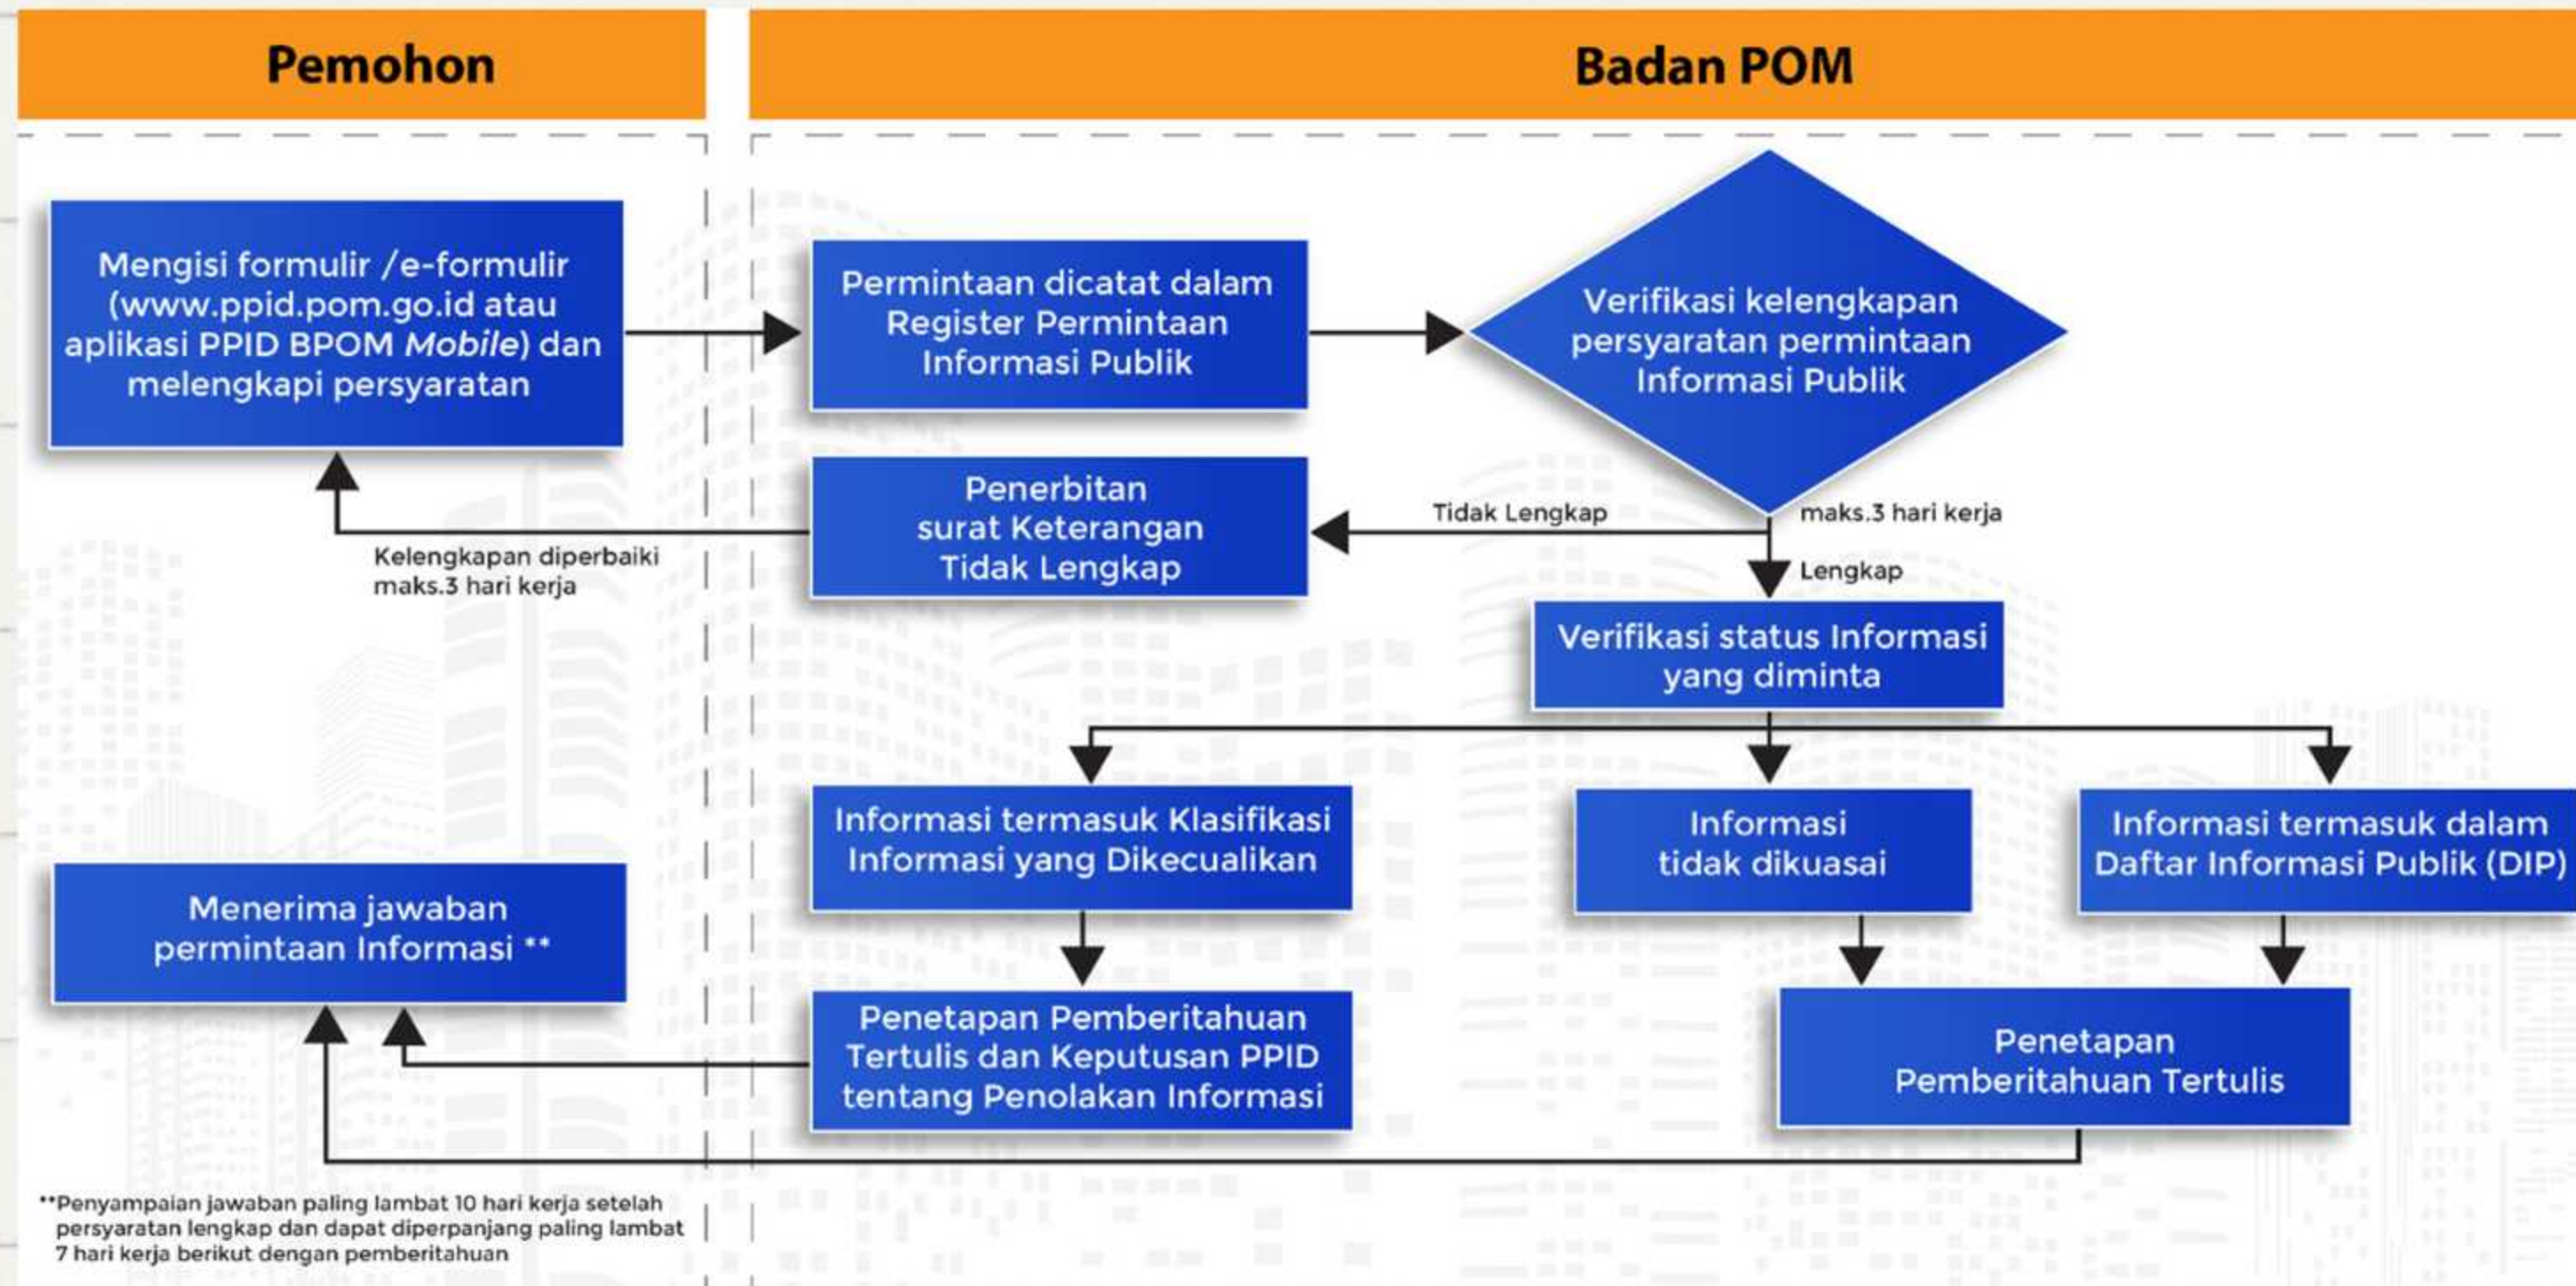 Pemohon
Badan POM
Mengisi formulir /e-formulir
(www.ppid.pom.go.id atau
aplikasi PPID BPOM Mobile) dan
melengkapi persyaratan
Permintaan dicatat dalam
Register Permintaan
Informasi Publik
Verifikasi kelengkapan
persyaratan permintaan
Informasi Publik
Penerbitan
surat Keterangan
Tidak Lengkap
Tidak Lengkap
maks.3 hari kerja
Lengkap
Kelengkapan diperbaiki
maks.3 hari kerja
Verifikasi status Informasi
yang diminta
Informasi termasuk Klasifikasi
Informasi yang Dikecualikan
Informasi
tidak dikuasai
Informasi termasuk dalam
Daftar Informasi Publik (DIP)
Menerima jawaban
permintaan Informasi **
Penetapan Pemberitahuan
Tertulis dan Keputusan PPID
tentang Penolakan Informasi
Penetapan
Pemberitahuan Tertulis
**Penyampaian jawaban paling lambat 10 hari kerja setelah
persyaratan lengkap dan dapat diperpanjang paling lambat
7 hari kerja berikut dengan pemberitahuan